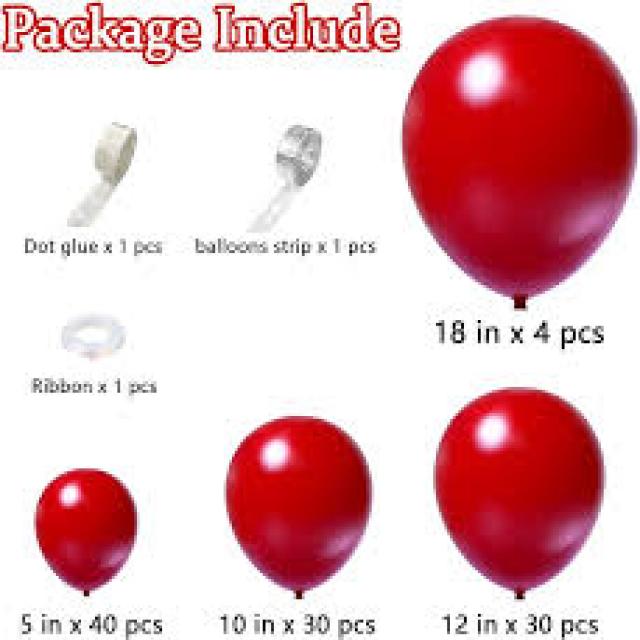 Package Include
Dot glue x 1 pcs
balloons strip x 1 pcs
18 in x 4 pcs
Ribbon x 1 pcs
5 in x 40 pcs
10 in x 30 pcs
12 in x 30 pcs